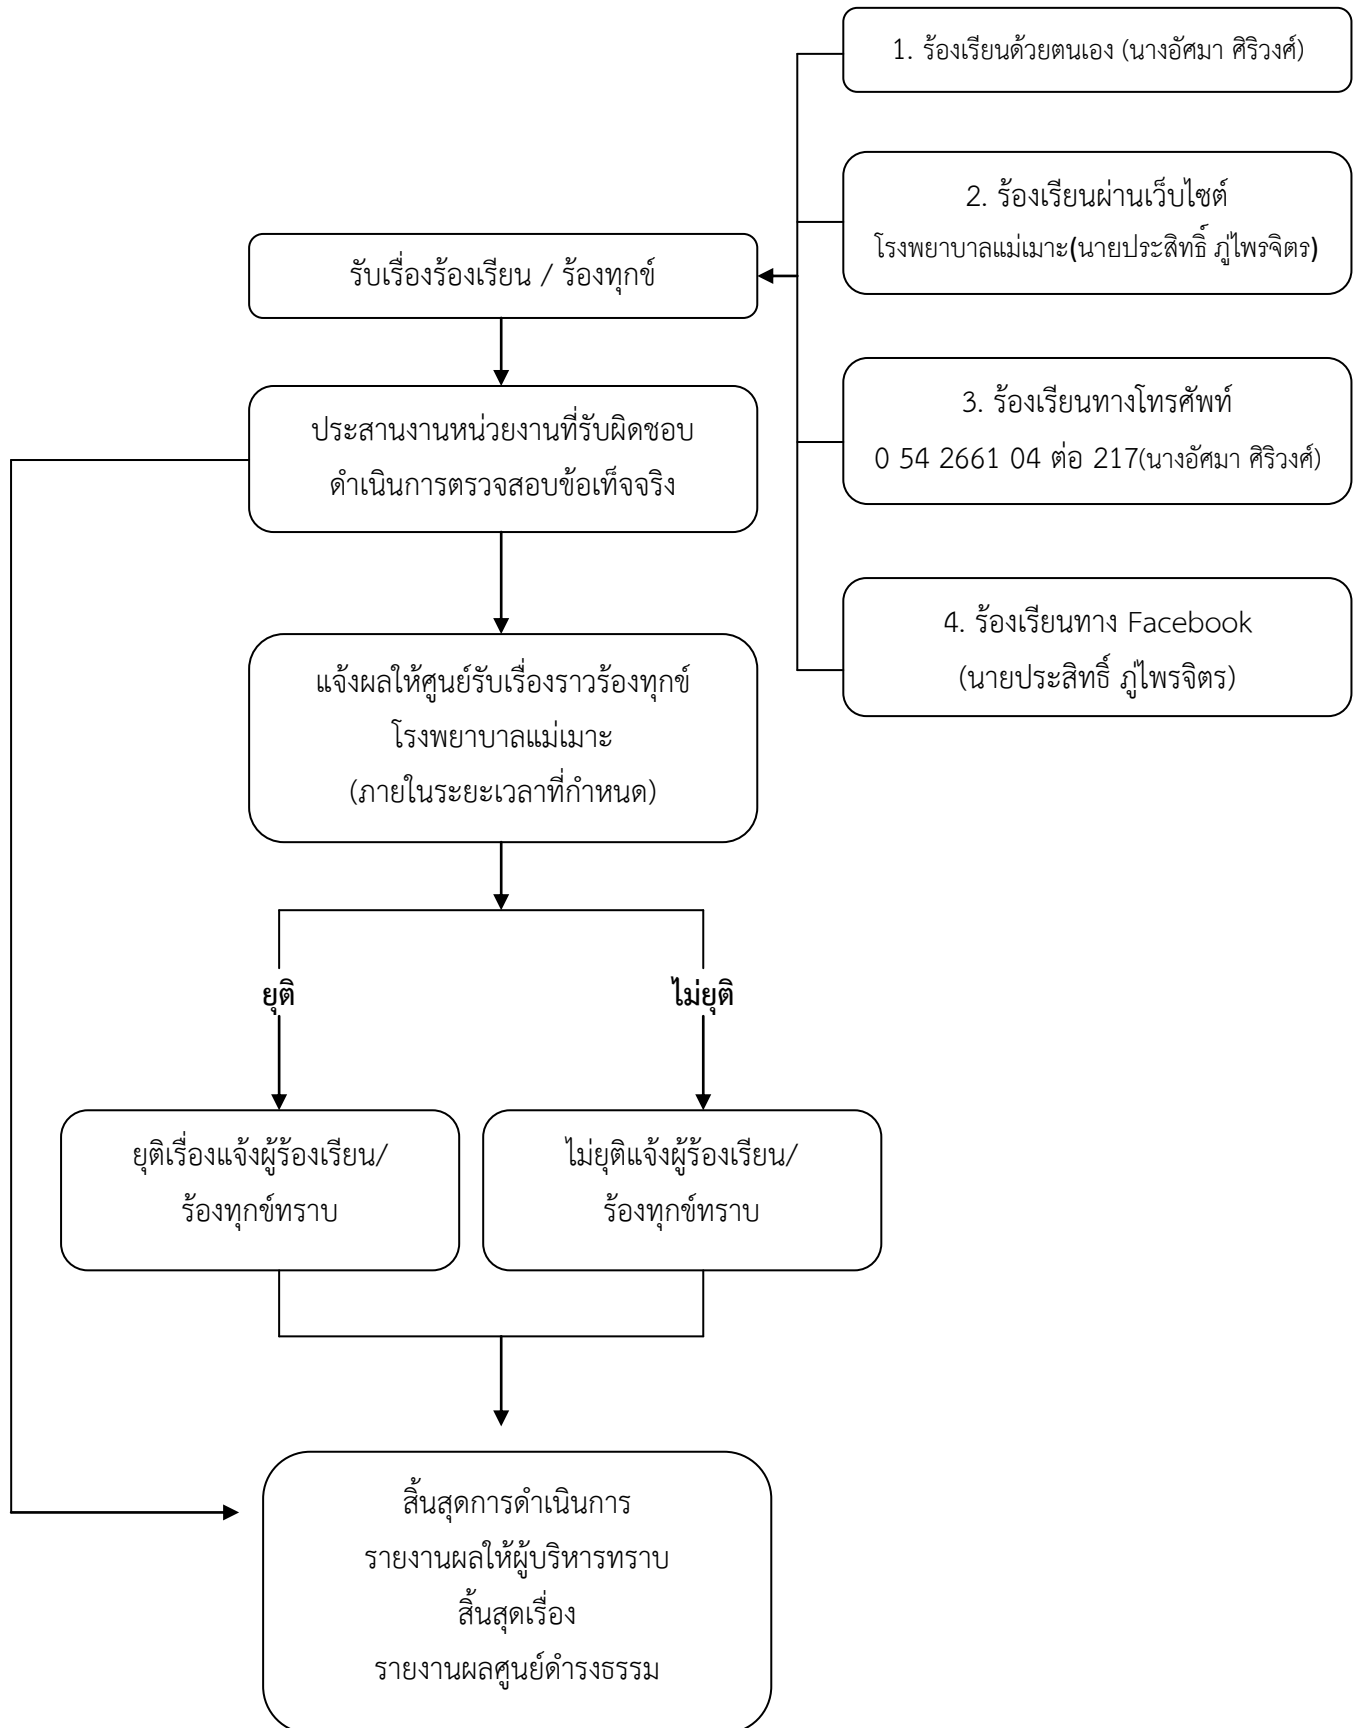 1. ร้องเรียนด้วยตนเอง (นางอัศมา ศิริวงศ์)
2. ร้องเรียนผ่านเว็บไซต์
โรงพยาบาลแม่เมาะ(นายประสิทธิ์ ภู่ไพรจิตร)
รับเรื่องร้องเรียน / ร้องทุกข์
3. ร้องเรียนทางโทรศัพท์
0 54 2661 04 ต่อ 217(นางอัศมา ศิริวงศ์)
ประสานงานหน่วยงานที่รับผิดชอบ
ดำเนินการตรวจสอบข้อเท็จจริง
4. ร้องเรียนทาง Facebook
(นายประสิทธิ์ ภู่ไพรจิตร)
แจ้งผลให้ศูนย์รับเรื่องราวร้องทุกข์
โรงพยาบาลแม่เมาะ
(ภายในระยะเวลาที่กำหนด)
ยุติ
ไม่ยุติ
ยุติเรื่องแจ้งผู้ร้องเรียน/
ร้องทุกข์ทราบ
ไม่ยุติแจ้งผู้ร้องเรียน/
ร้องทุกข์ทราบ
สิ้นสุดการดำเนินการ
รายงานผลให้ผู้บริหารทราบ
สิ้นสุดเรื่อง
รายงานผลศูนย์ดำรงธรรม